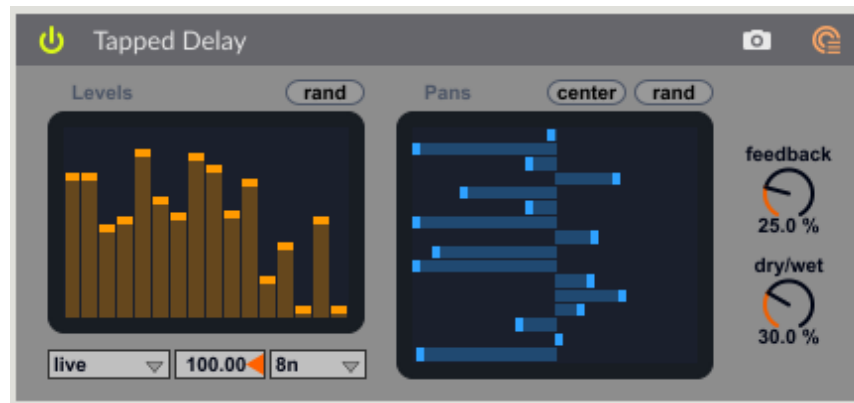 Tapped Delay
Levels rand Pans center rand
feedback
25.0 %
dry/wet
30.0 %
live 100.00 8n